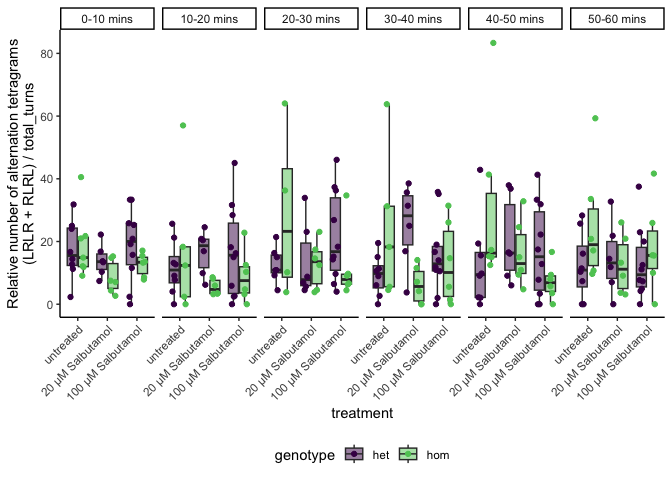 0-10 mins 10-20 mins 20-30 mins 30-40 mins 40-50 mins 50-60 mins
Relative number of alternation tetragrams
(LRLR + RLRL) / total_turns
80
60
40
20
0
untreated 20 µM Salbutamol 100 µM Salbutamol untreated 20 µM Salbutamol 100 µM Salbutamol untreated 20 µM Salbutamol 100 µM Salbutamol untreated 20 µM Salbutamol 100 µM Salbutamol untreated 20 µM Salbutamol 100 µM Salbutamol untreated 20 µM Salbutamol 100 µM Salbutamol
treatment
genotype het hom